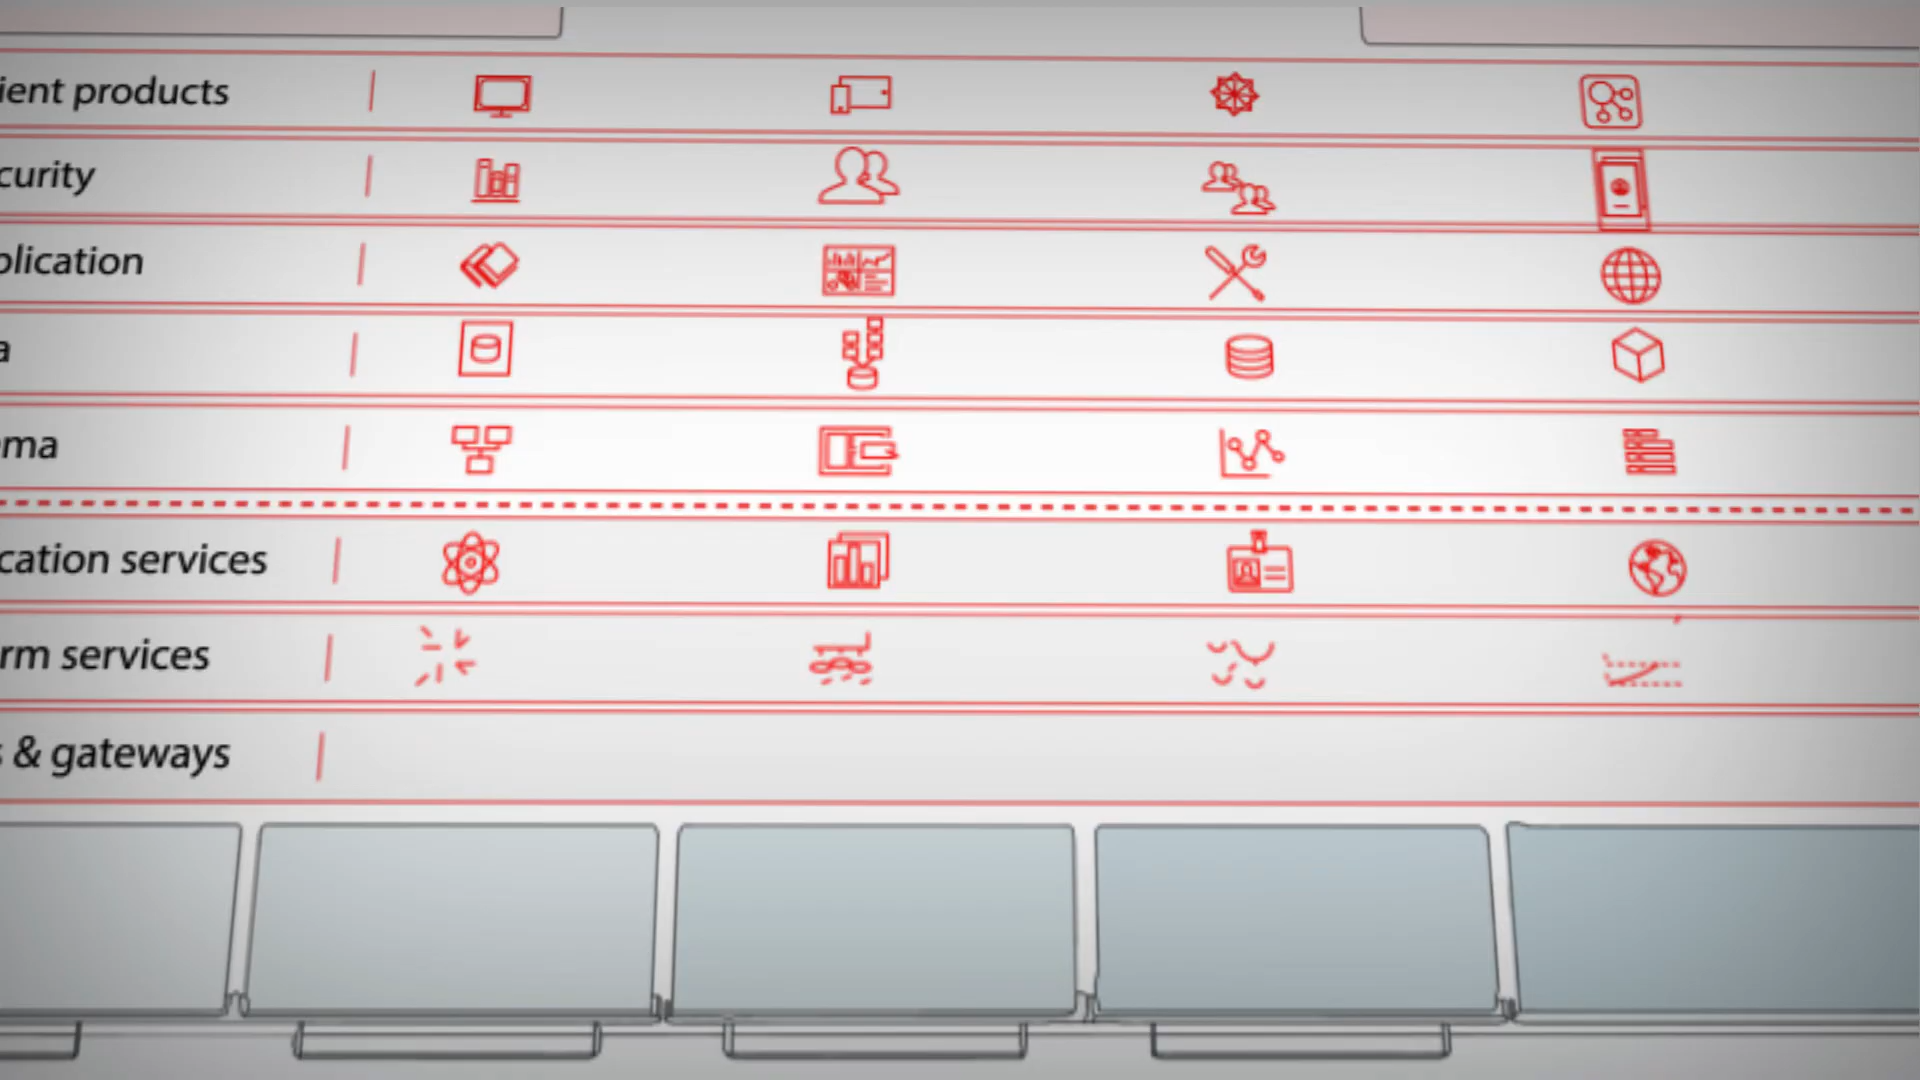 ient products
curity
plication
a
ma
cation services
rm services
s & gateways